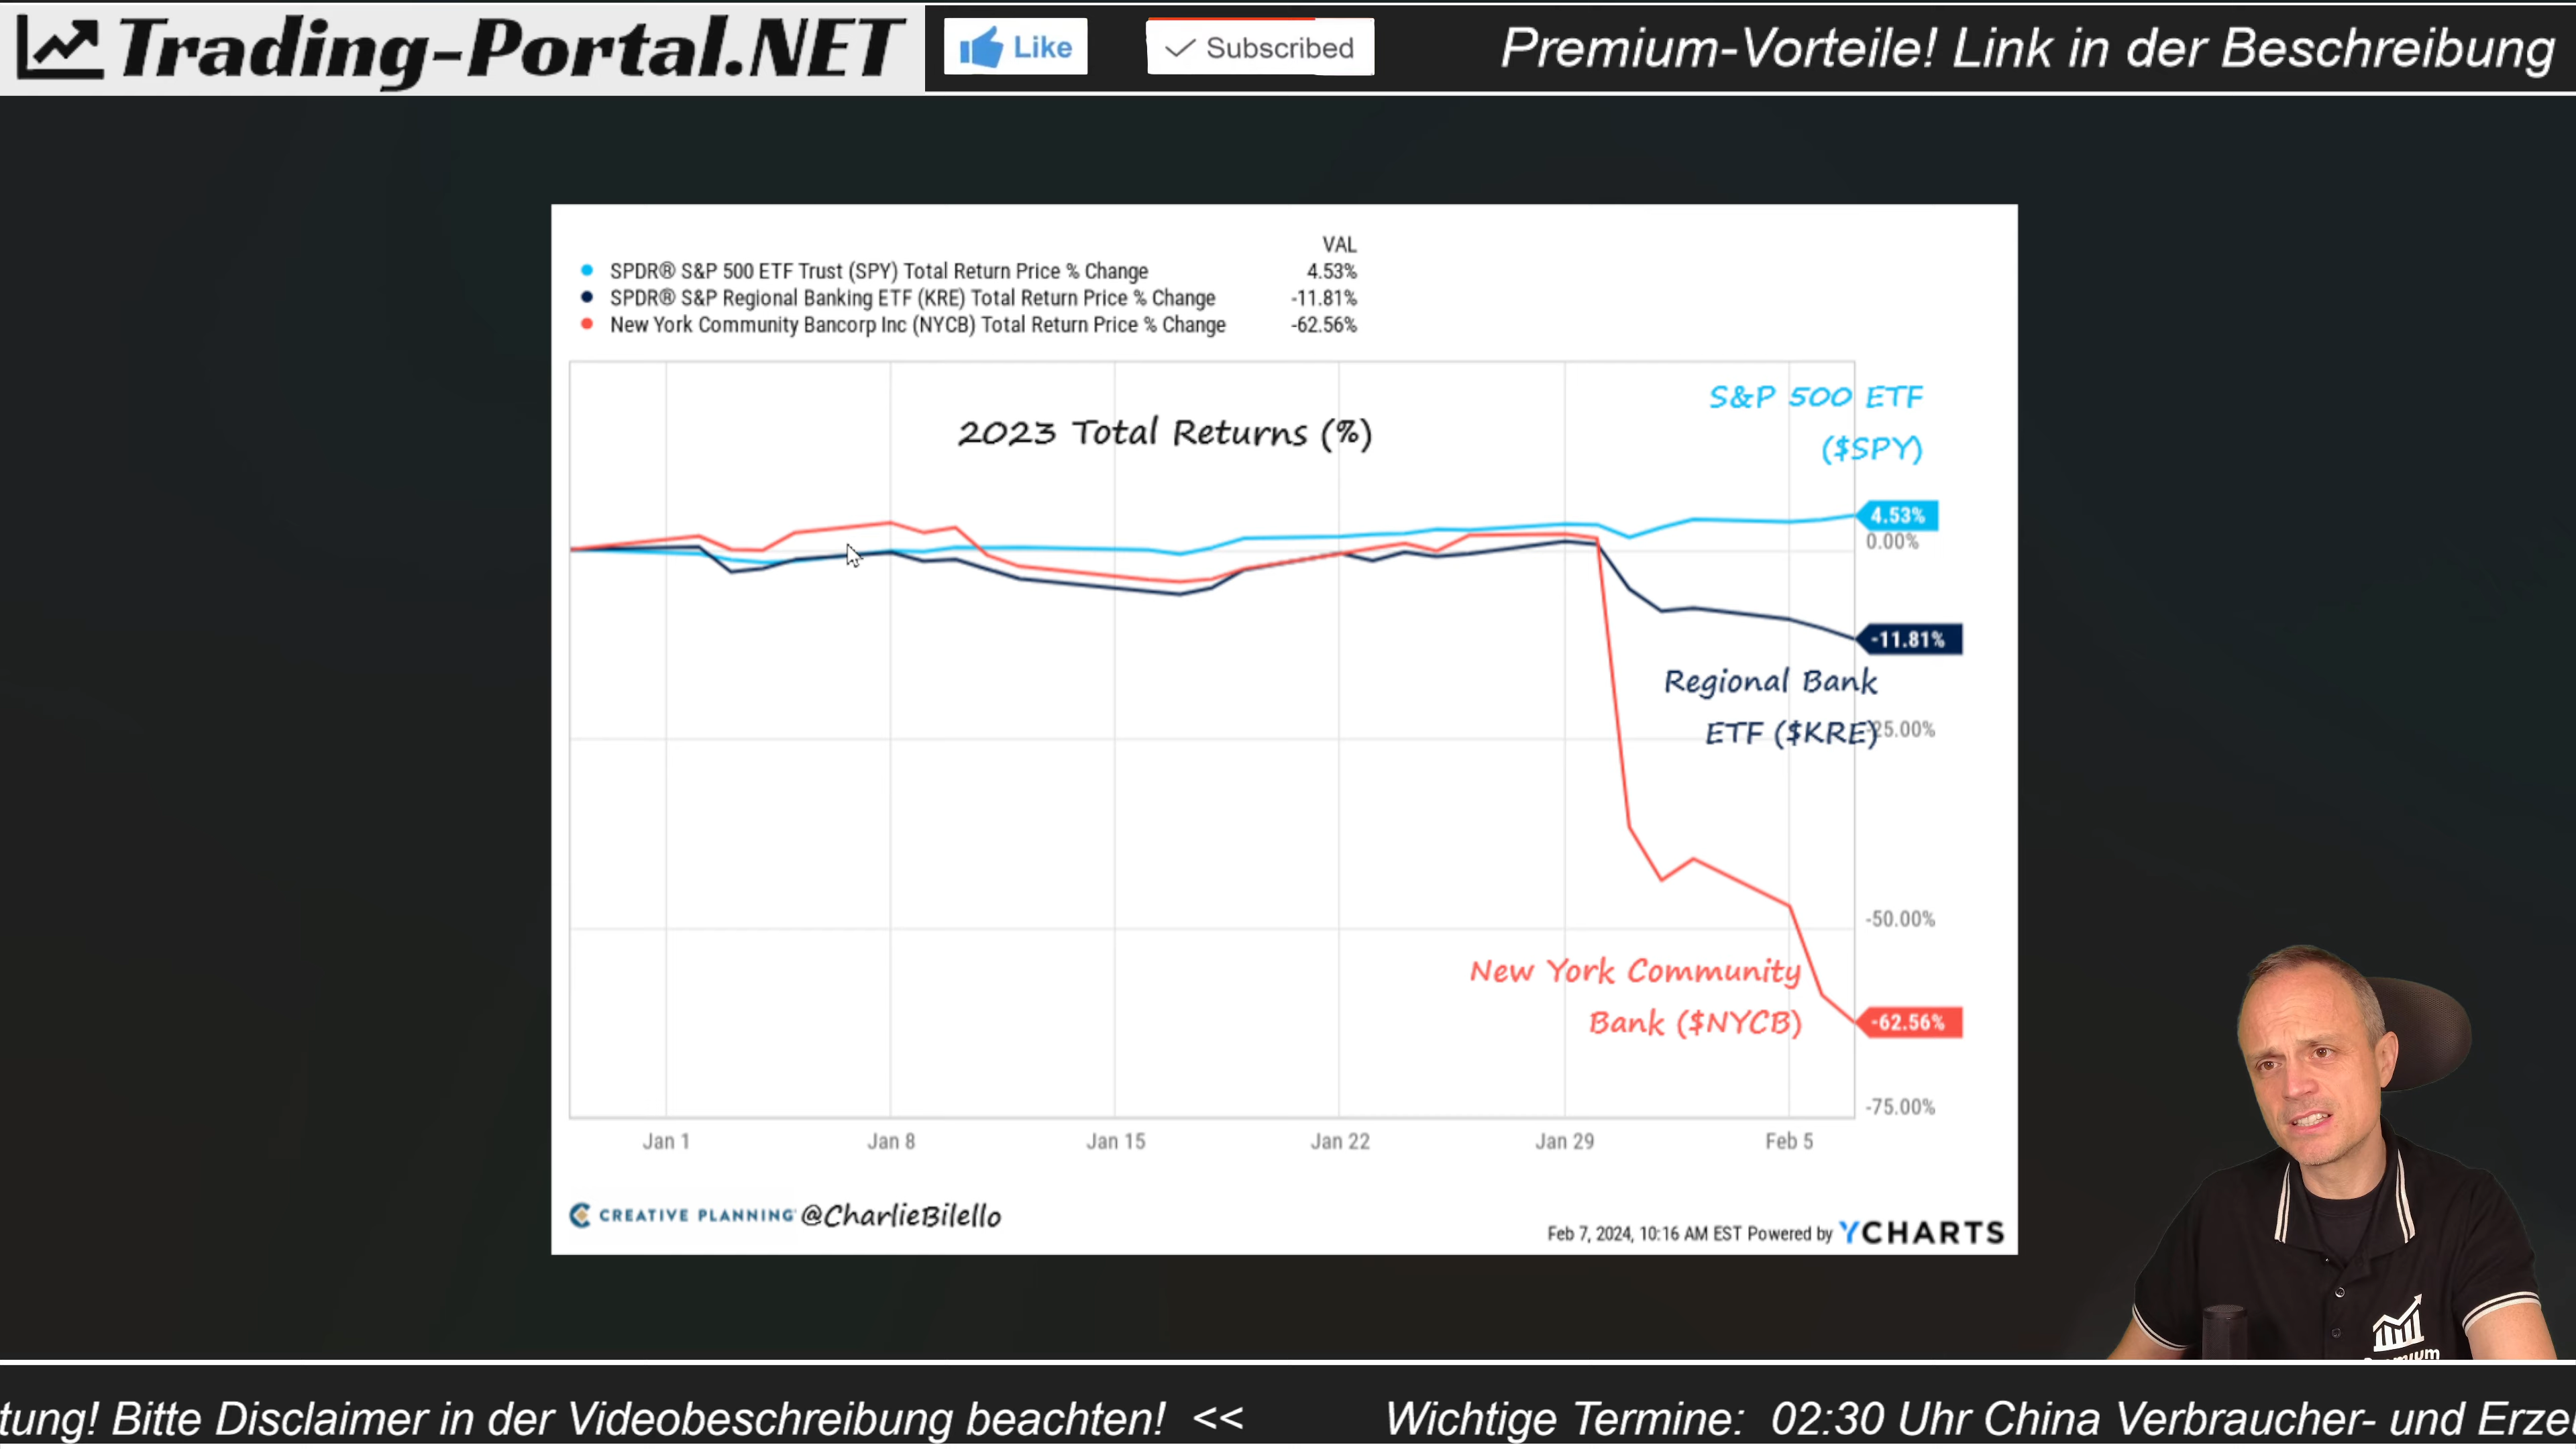 Trading-Portal.NET
Like
Subscribed
Premium-Vorteile! Link in der Beschreibung
VAL
SPDR® S&P 500 ETF Trust (SPY) Total Return Price % Change 4.53%
SPDR® S&P Regional Banking ETF (KRE) Total Return Price % Change -11.81%
New York Community Bancorp Inc (NYCB) Total Return Price % Change -62.56%
2023 Total Returns (%)
S&P 500 ETF
($SPY)
4.53%
0.00%
-11.81%
Regional Bank
ETF ($KRE)
25.00%
-50.00%
New York Community
Bank ($NYCB)
-62.56%
-75.00%
Jan 1 Jan 8 Jan 15 Jan 22 Jan 29 Feb 5
CREATIVE PLANNING @CharlieBilello
Feb 7, 2024, 10:16 AM EST Powered by YCHARTS
tung! Bitte Disclaimer in der Videobeschreibung beachten! << Wichtige Termine: 02:30 Uhr China Verbraucher- und Erze